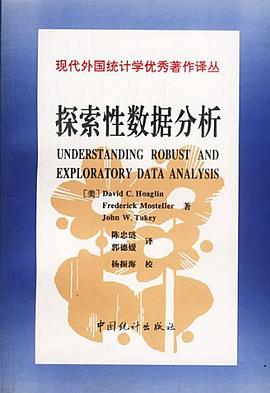 现代外国统计学优秀著作译丛
探索性数据分析
UNDERSTANDING ROBUST AND
EXPLORATORY DATA ANALYSIS
[美] David C. Hoaglin
Frederick Mosteller 著
John W. Tukey
陈忠琏
郭德媛 译
杨振海 校
中国统计出版社